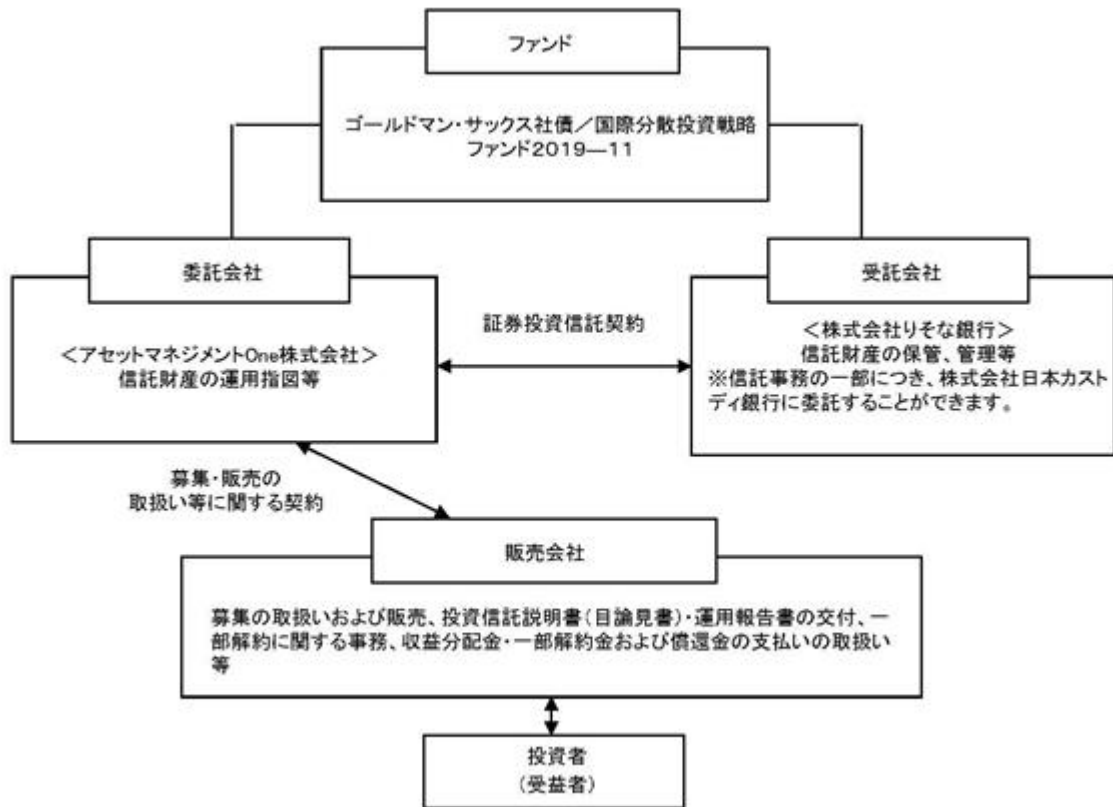 ファンド
ゴールドマン・サックス社債／国際分散投資戦略
ファンド２０１９―１１
委託会社
＜アセットマネジメントOne株式会社＞
信託財産の運用指図等
証券投資信託契約
受託会社
＜株式会社りそな銀行＞
信託財産の保管、管理等
※信託事務の一部につき、株式会社日本カスト
ディ銀行に委託することができます。
募集・販売の
取扱い等に関する契約
販売会社
募集の取扱いおよび販売、投資信託説明書（目論見書）・運用報告書の交付、一
部解約に関する事務、収益分配金・一部解約金および償還金の支払いの取扱い
等
投資者
（受益者）